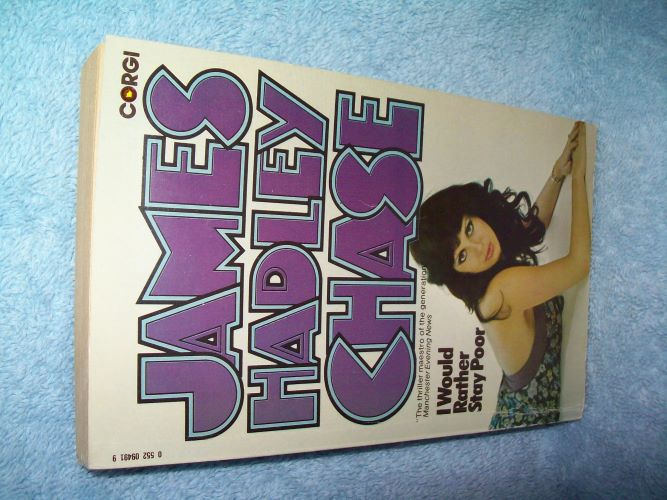 CORGI
JAMES
HADLEY
CHASE
"The thriller maestro of the generation"
Manchester Evening News
I Would
Rather
Stay Poor
0 552 09491 9